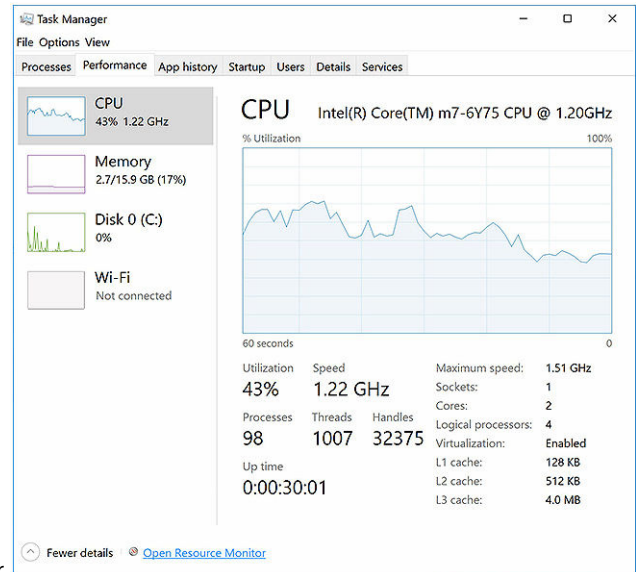 Task Manager
File Options View
Processes Performance App history Startup Users Details Services
CPU
43% 1.22 GHz
Memory
2.7/15.9 GB (17%)
Disk 0 (C:)
0%
Wi-Fi
Not connected
CPU Intel(R) Core(TM) m7-6Y75 CPU @ 1.20GHz
% Utilization 100%
60 seconds 0
Utilization Speed
43% 1.22 GHz
Processes Threads Handles
98 1007 32375
Up time
0:00:30:01
Maximum speed: 1.51 GHz
Sockets: 1
Cores: 2
Logical processors: 4
Virtualization: Enabled
L1 cache: 128 KB
L2 cache: 512 KB
L3 cache: 4.0 MB
Fewer details Open Resource Monitor